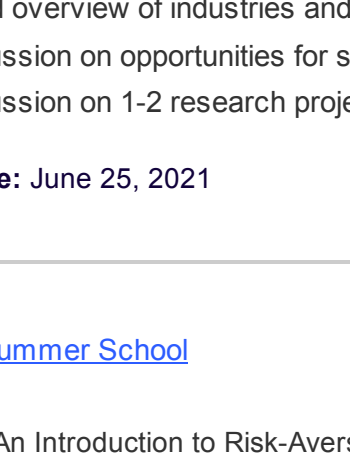 overview of industries and
ussion on opportunities for s
ussion on 1-2 research proje
e: June 25, 2021
ummer School
An Introduction to Risk-Avers